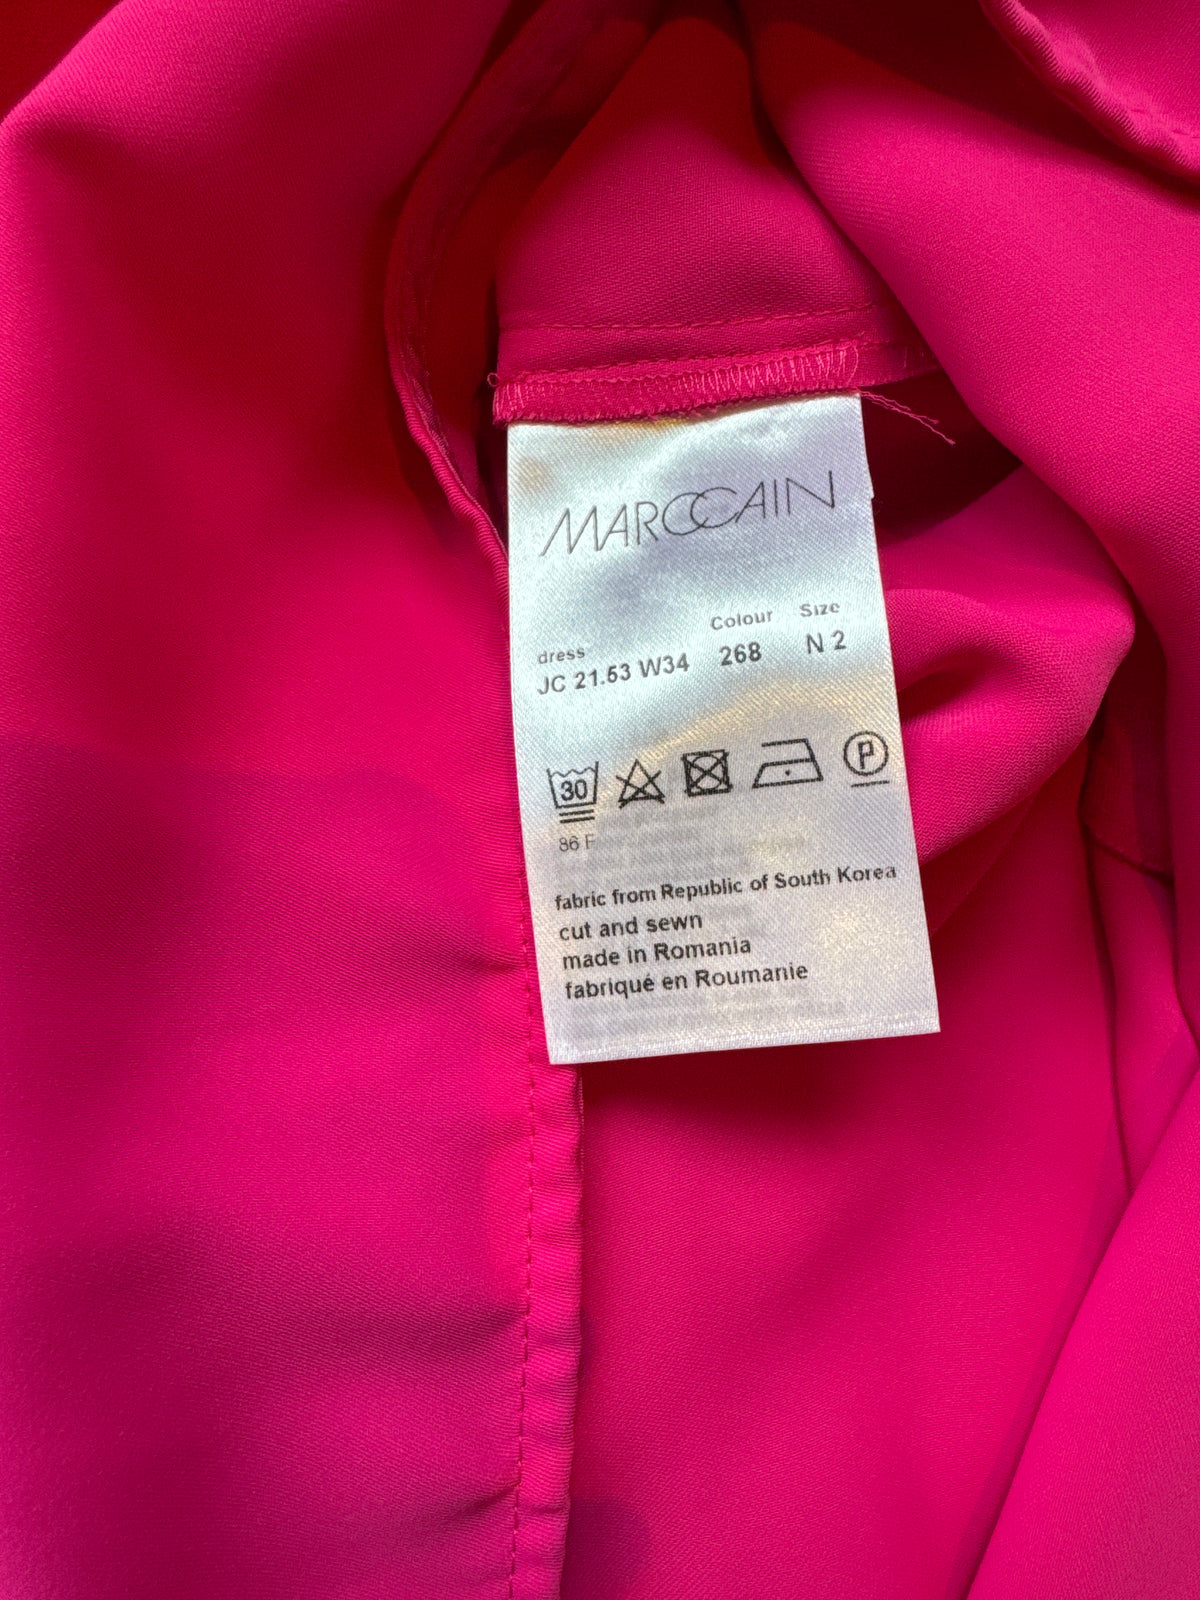 MARCCAIN
Colour Size
dress
JC 21.53 W34 268 N 2
30
P
86 F
fabric from Republic of South Korea
cut and sewn
made in Romania
fabriqué en Roumanie